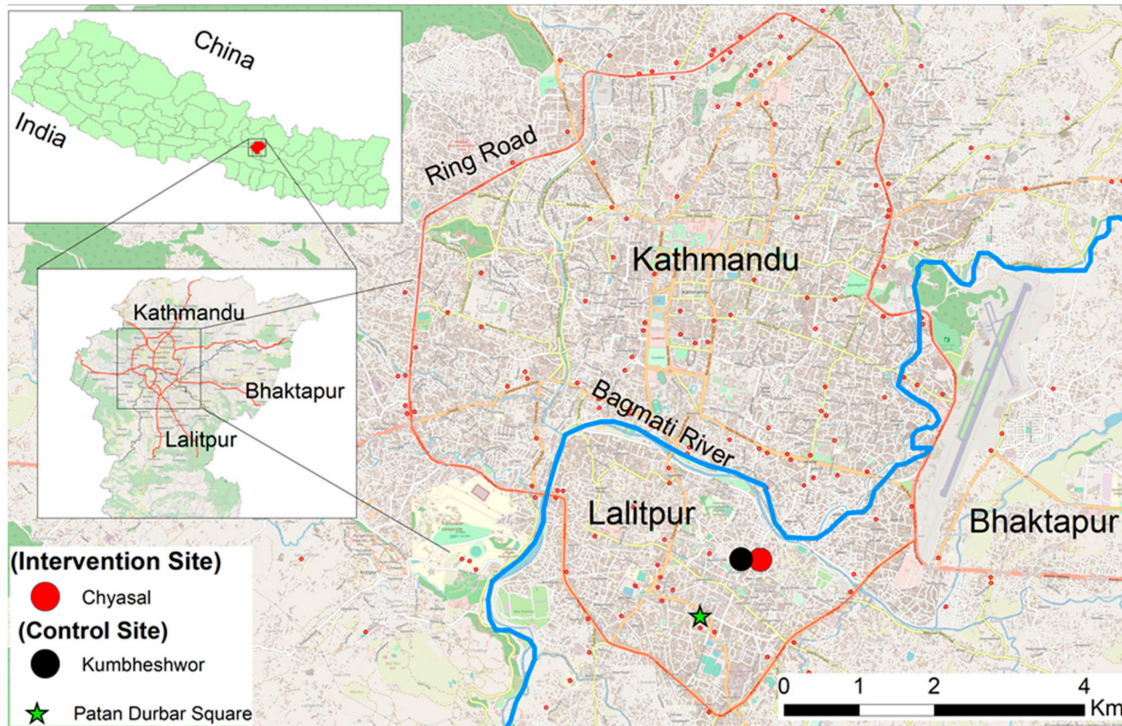 China
India
Ring Road
Kathmandu
Kathmandu
Bhaktapur
Lalitpur
Bagmati River
Lalitpur
Bhaktapur
(Intervention Site)
Chyasal
(Control Site)
Kumbheshwor
Patan Durbar Square
0 1 2 4
Km